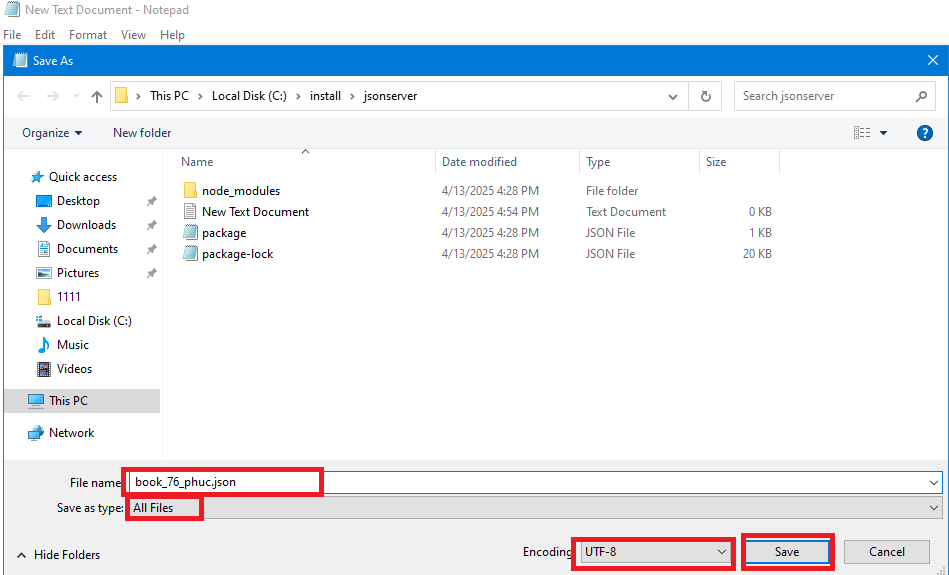 New Text Document - Notepad
File Edit Format View Help
Save As
This PC > Local Disk (C:) > install > jsonserver
Search jsonserver
Organize New folder
Name Date modified Type Size
Quick access
Desktop
Downloads
Documents
Pictures
1111
Local Disk (C:)
Music
Videos
This PC
Network
node_modules 4/13/2025 4:28 PM File folder
New Text Document 4/13/2025 4:54 PM Text Document 0 KB
package 4/13/2025 4:28 PM JSON File 1 KB
package-lock 4/13/2025 4:28 PM JSON File 20 KB
File name: book_76_phuc.json
Save as type: All Files
Hide Folders
Encoding: UTF-8 Save Cancel